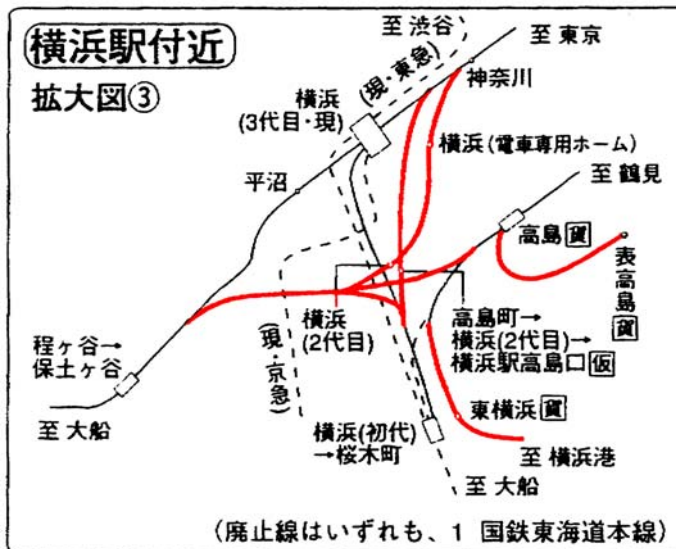 横浜駅付近
拡大図③
至 渋谷
(現・東急)
至 東京
神奈川
横浜
(3代目・現)
横浜(電車専用ホーム)
至 鶴見
平沼
高島貨
表高島貨
横浜
(2代目)
高島町→
横浜(2代目)→
横浜駅高島口仮
程ヶ谷→
保土ヶ谷
(現・京急)
東横浜貨
至 大船
横浜(初代)
→桜木町
至 横浜港
至 大船
(廃止線はいずれも、1 国鉄東海道本線)